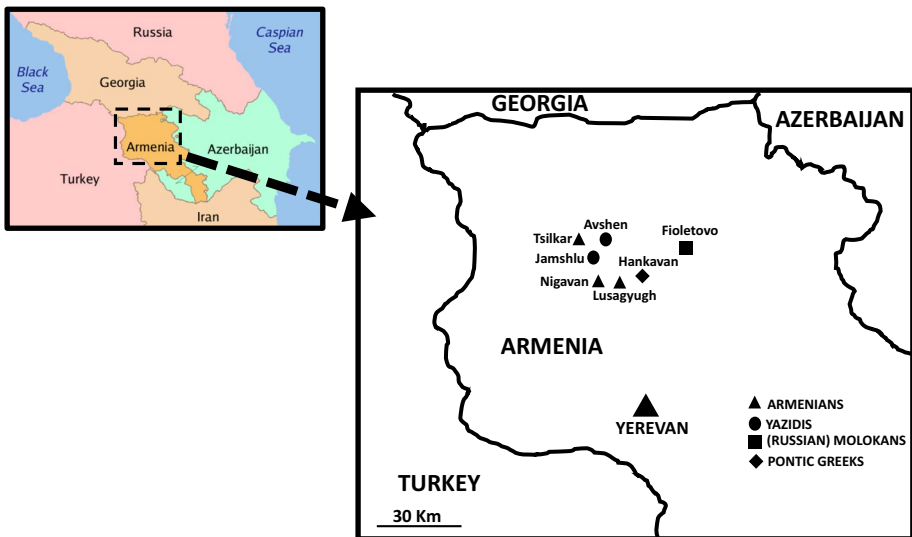 Russia
Caspian
Sea
Black
Sea
Georgia
Armenia
Azerbaijan
Turkey
Iran
GEORGIA
AZERBAIJAN
Avshen
Tsilkar
Fioletovo
Jamshlu
Hankavan
Nigavan
Lusagyugh
ARMENIA
YEREVAN
ARMENIANS
YAZIDIS
(RUSSIAN) MOLOKANS
PONTIC GREEKS
TURKEY
30 Km